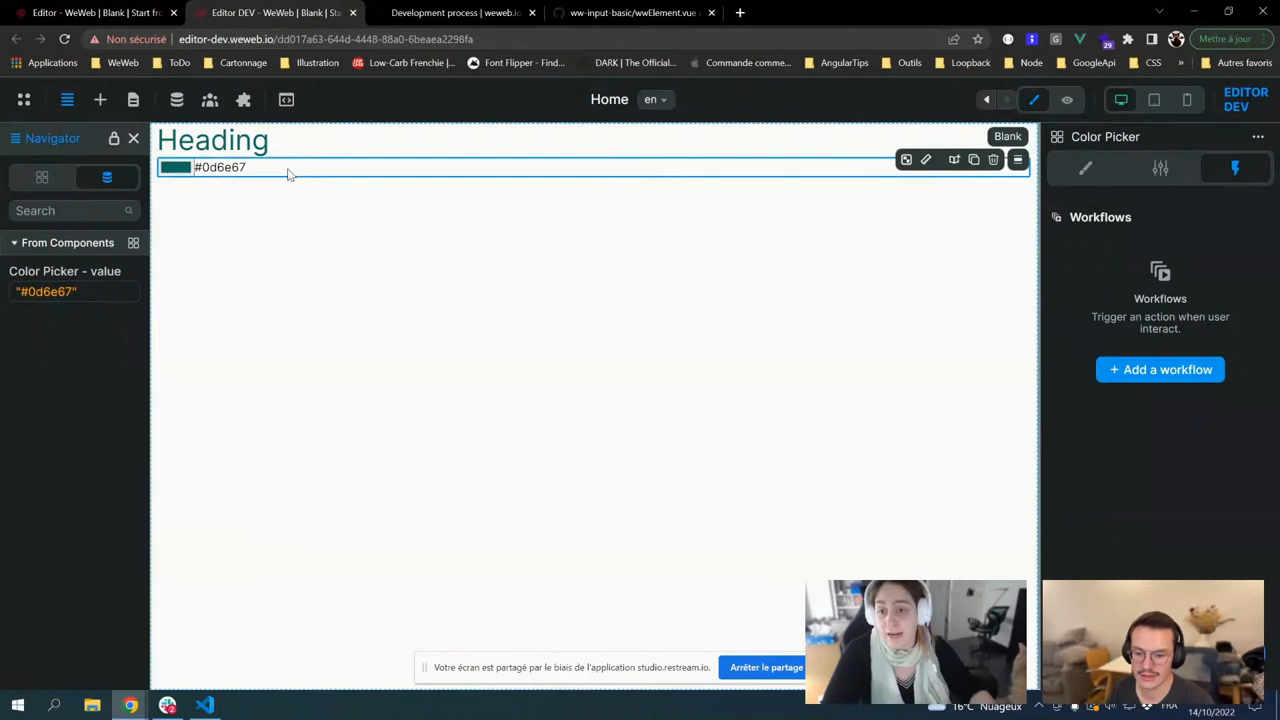 Editor - WeWeb | Blank | Start fro
Editor DEV - WeWeb | Blank | Sta
Development process | weweb.io
ww-input-basic/wwElement.vue
Non sécurisé
editor-dev.weweb.io/dd017a63-644d-4448-88a0-6beaea2298fa
Mettre à jour
Applications
WeWeb
ToDo
Cartonnage
Illustration
Low-Carb Frenchie |...
Font Flipper - Find...
DARK | The Official...
Commande comme...
AngularTips
Outils
Loopback
Node
GoogleApi
CSS
»
Autres favoris
29
Home
en
EDITOR
DEV
Navigator
Heading
Blank
Color Picker
#0d6e67
Search
Workflows
From Components
Color Picker - value
"#0d6e67"
Workflows
Trigger an action when user
interact.
+ Add a workflow
Votre écran est partagé par le biais de l'application studio.restream.io.
Arrêter le partage
16°C Nuageux
14/10/2022